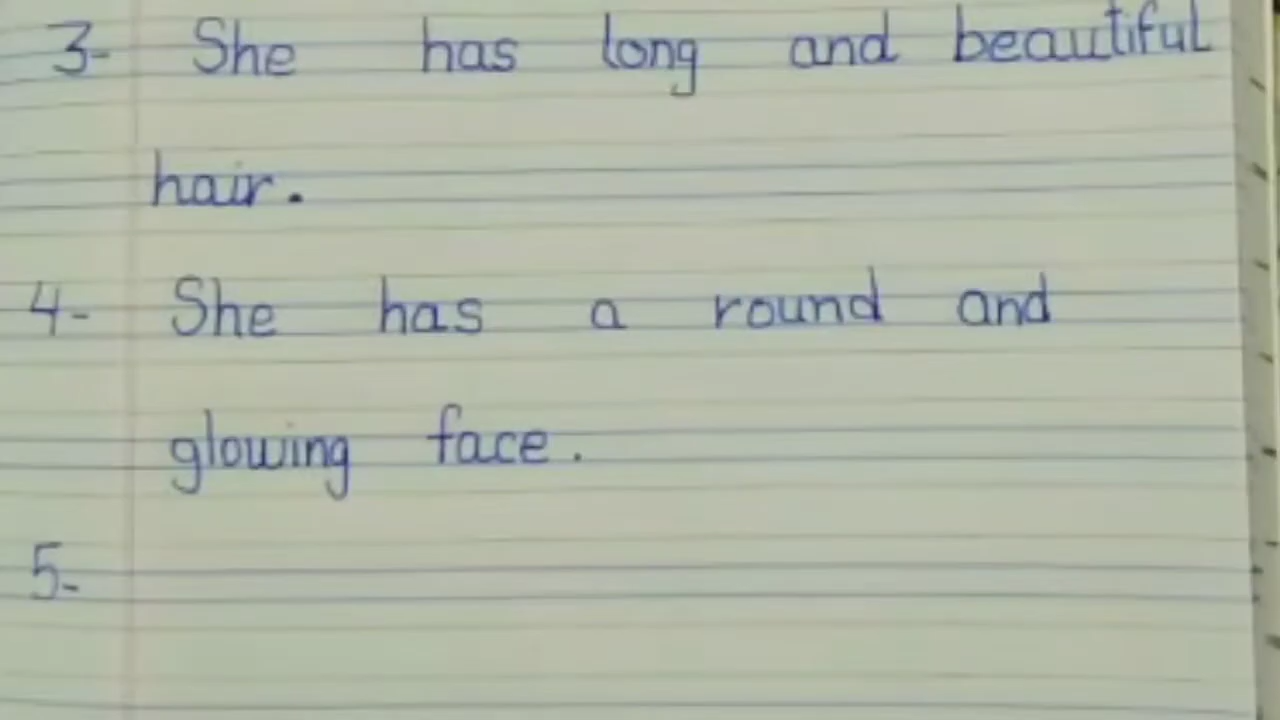 3- She has long and beautiful
hair.
4- She has a round and
glowing face.
5-